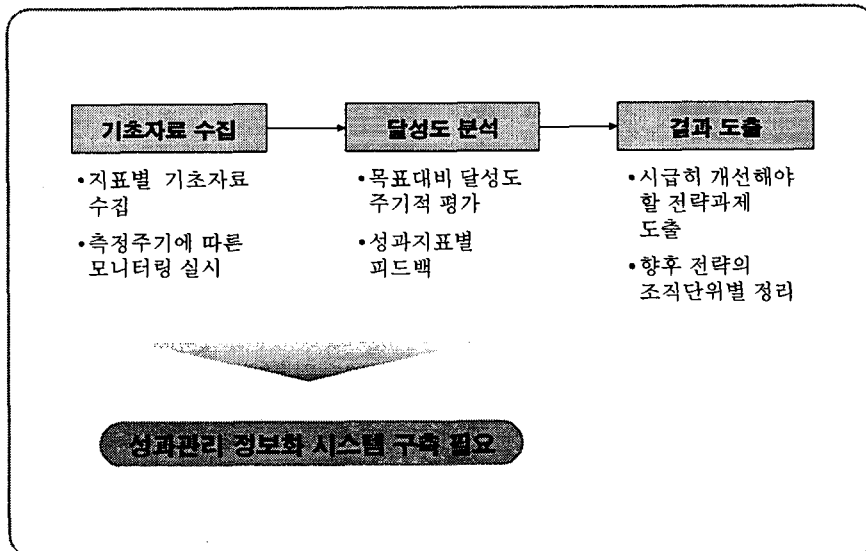 기초자료 수집
•지표별 기초자료
수집
•측정주기에 따른
모니터링 실시
달성도 분석
•목표대비 달성도
주기적 평가
•성과지표별
피드백
결과 도출
•시급히 개선해야
할 전략과제
도출
•향후 전략의
조직단위별 정리
성과관리 정보화 시스템 구축 필요